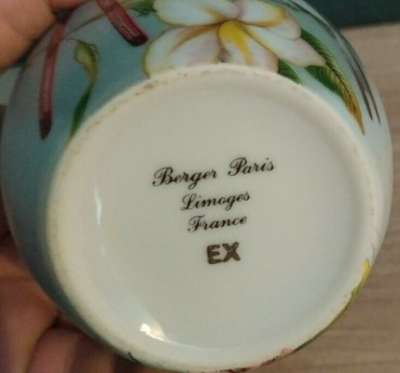 Berger Paris
Limoges
France
EX